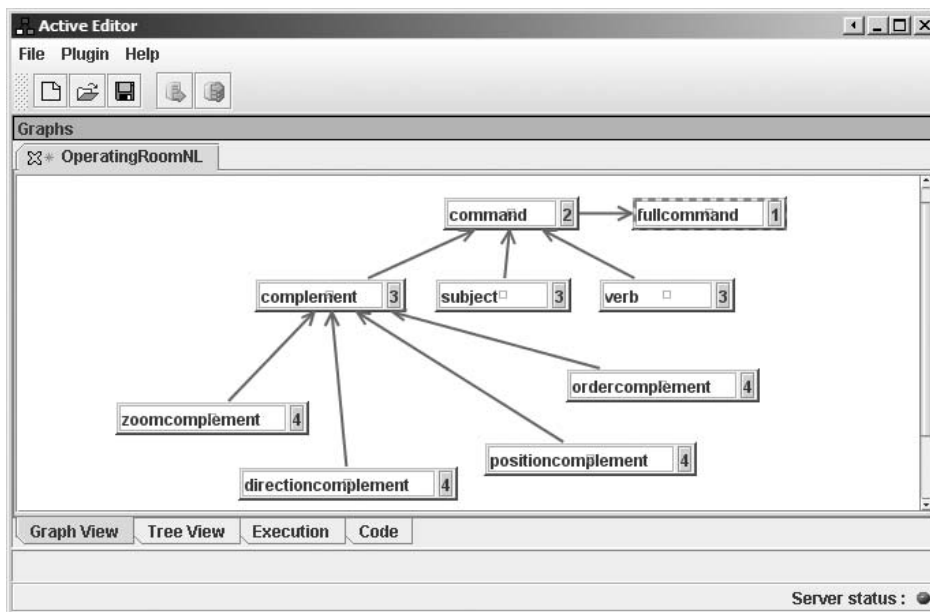 Active Editor
File Plugin Help
Graphs
OperatingRoomNL
command 2 fullcommand 1
complement 3 subject 3 verb 3
ordercomplement 4
zoomcomplement 4
positioncomplement 4
directioncomplement 4
Graph View Tree View Execution Code
Server status :